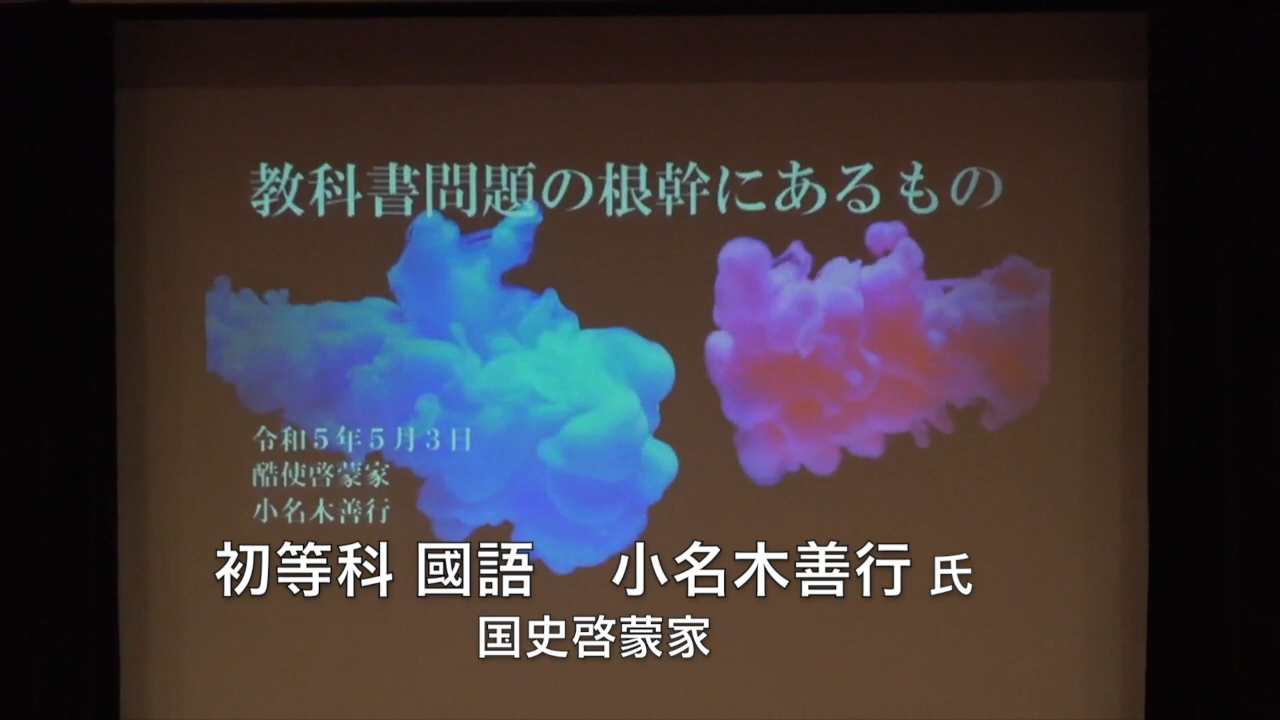 教科書問題の根幹にあるもの
令和５年５月３日
酷使啓蒙家
小名木善行
初等科 國語　小名木善行 氏
国史啓蒙家